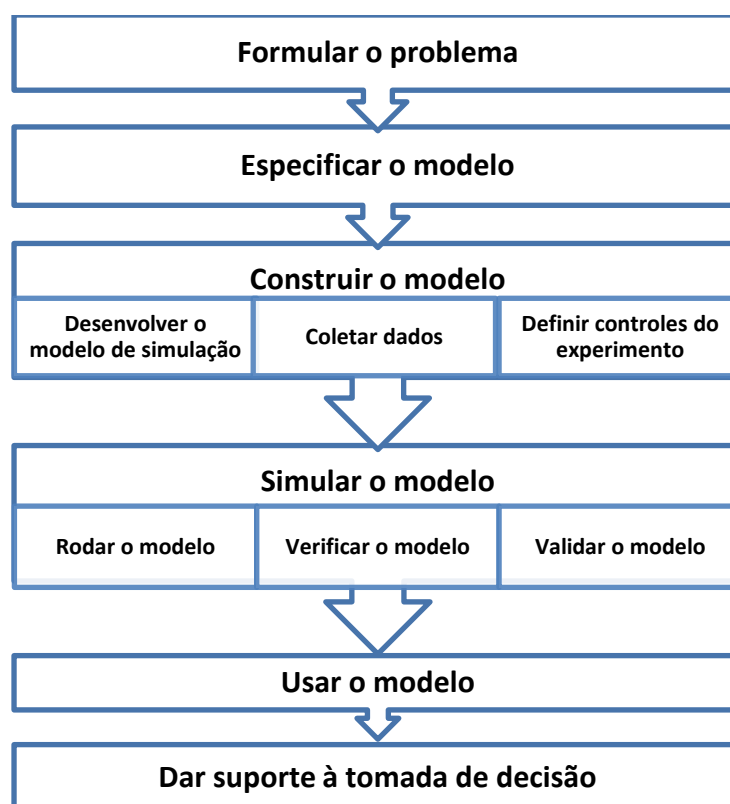 Formular o problema
Especificar o modelo
Construir o modelo
Desenvolver o
modelo de simulação
Coletar dados
Definir controles do
experimento
Simular o modelo
Rodar o modelo
Verificar o modelo
Validar o modelo
Usar o modelo
Dar suporte à tomada de decisão